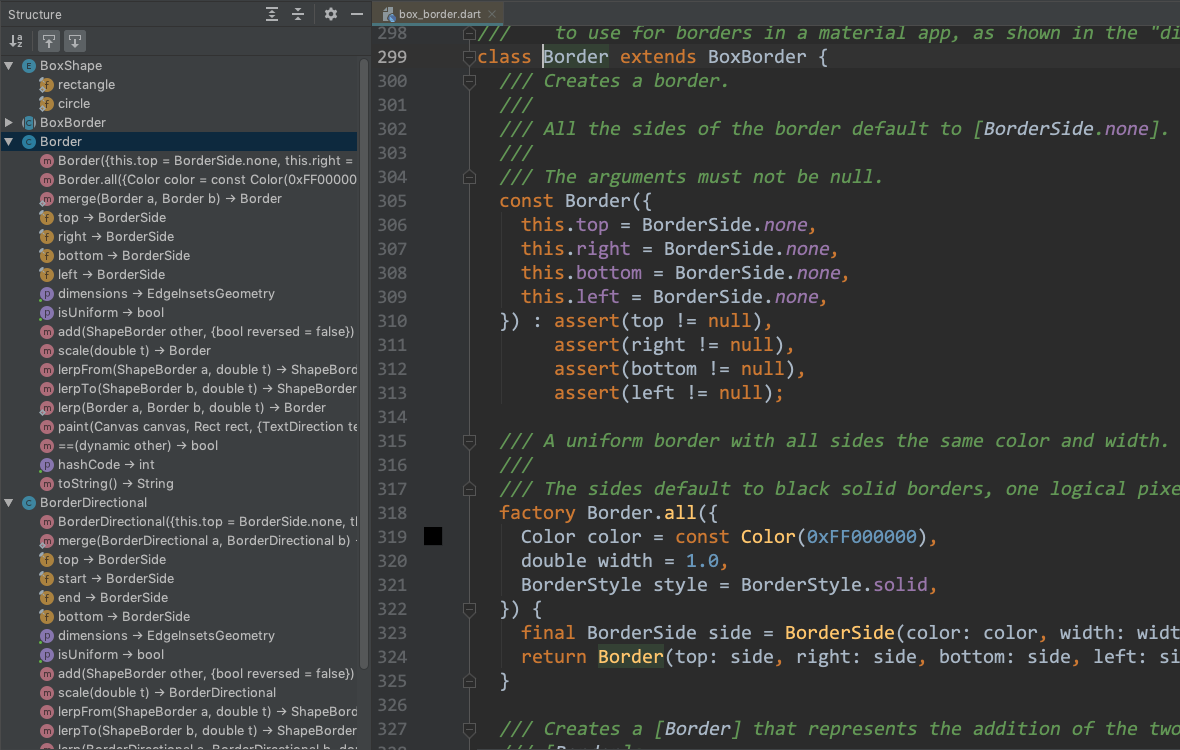 Structure
BoxShape
rectangle
circle
BoxBorder
Border
Border({this.top = BorderSide.none, this.right =
Border.all({Color color = const Color(0xFF00000
merge(Border a, Border b) → Border
top → BorderSide
right → BorderSide
bottom → BorderSide
left → BorderSide
dimensions → EdgeInsetsGeometry
isUniform → bool
add(ShapeBorder other, {bool reversed = false})
scale(double t) → Border
lerpFrom(ShapeBorder a, double t) → ShapeBord
lerpTo(ShapeBorder b, double t) → ShapeBorder
lerp(Border a, Border b, double t) → Border
paint(Canvas canvas, Rect rect, {TextDirection te
==(dynamic other) → bool
hashCode → int
toString() → String
BorderDirectional
BorderDirectional({this.top = BorderSide.none, tl
merge(BorderDirectional a, BorderDirectional b) -
top → BorderSide
start → BorderSide
end → BorderSide
bottom → BorderSide
dimensions → EdgeInsetsGeometry
isUniform → bool
add(ShapeBorder other, {bool reversed = false})
scale(double t) → BorderDirectional
lerpFrom(ShapeBorder a, double t) → ShapeBord
lerpTo(ShapeBorder b, double t) → ShapeBorder
box_border.dart
298 /// to use for borders in a material app, as shown in the "di
299 class Border extends BoxBorder {
300 /// Creates a border.
301 ///
302 /// All the sides of the border default to [BorderSide.none].
303 ///
304 /// The arguments must not be null.
305 const Border({
306 this.top = BorderSide.none,
307 this.right = BorderSide.none,
308 this.bottom = BorderSide.none,
309 this.left = BorderSide.none,
310 }) : assert(top != null),
311 assert(right != null),
312 assert(bottom != null),
313 assert(left != null);
314
315 /// A uniform border with all sides the same color and width.
316 ///
317 /// The sides default to black solid borders, one logical pixe
318 factory Border.all({
319 Color color = const Color(0xFF000000),
320 double width = 1.0,
321 BorderStyle style = BorderStyle.solid,
322 }) {
323 final BorderSide side = BorderSide(color: color, width: widt
324 return Border(top: side, right: side, bottom: side, left: si
325 }
326
327 /// Creates a [Border] that represents the addition of the two